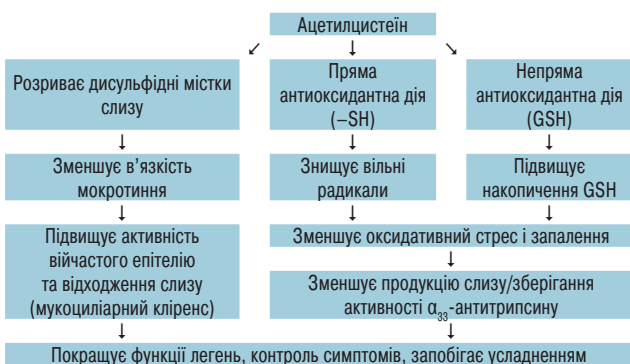 Ацетилцистеїн
Розриває дисульфідні містки
слизу
Пряма
антиоксидантна дія
(–SH)
Непряма
антиоксидантна дія
(GSH)
Зменшує в’язкість
мокротиння
Знищує вільні
радикали
Підвищує
накопичення GSH
Підвищує активність
війчастого епітелію
та відходження слизу
(мукоциліарний кліренс)
Зменшує оксидативний стрес і запалення
Зменшує продукцію слизу/зберігання
активності α₃₃-антитрипсину
Покращує функції легень, контроль симптомів, запобігає усладненням